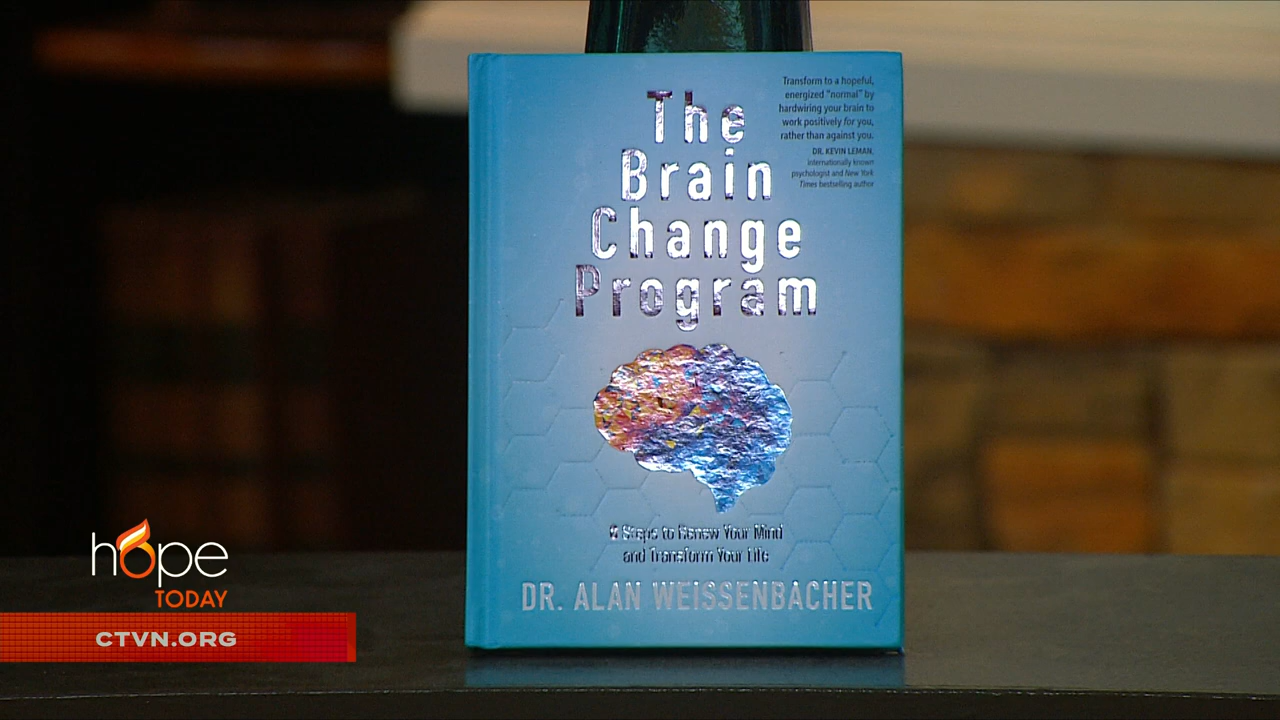 The
Brain
Change
Program
Transform to a hopeful,
energized "normal" by
hardwiring your brain to
work positively for you,
rather than against you.
DR. KEVIN LEMAN,
internationally known
psychologist and New York
Times bestselling author
Steps to Renew Your Mind
and Transform Your Life
DR. ALAN WEISSENBACHER
hope
TODAY
CTVN.ORG